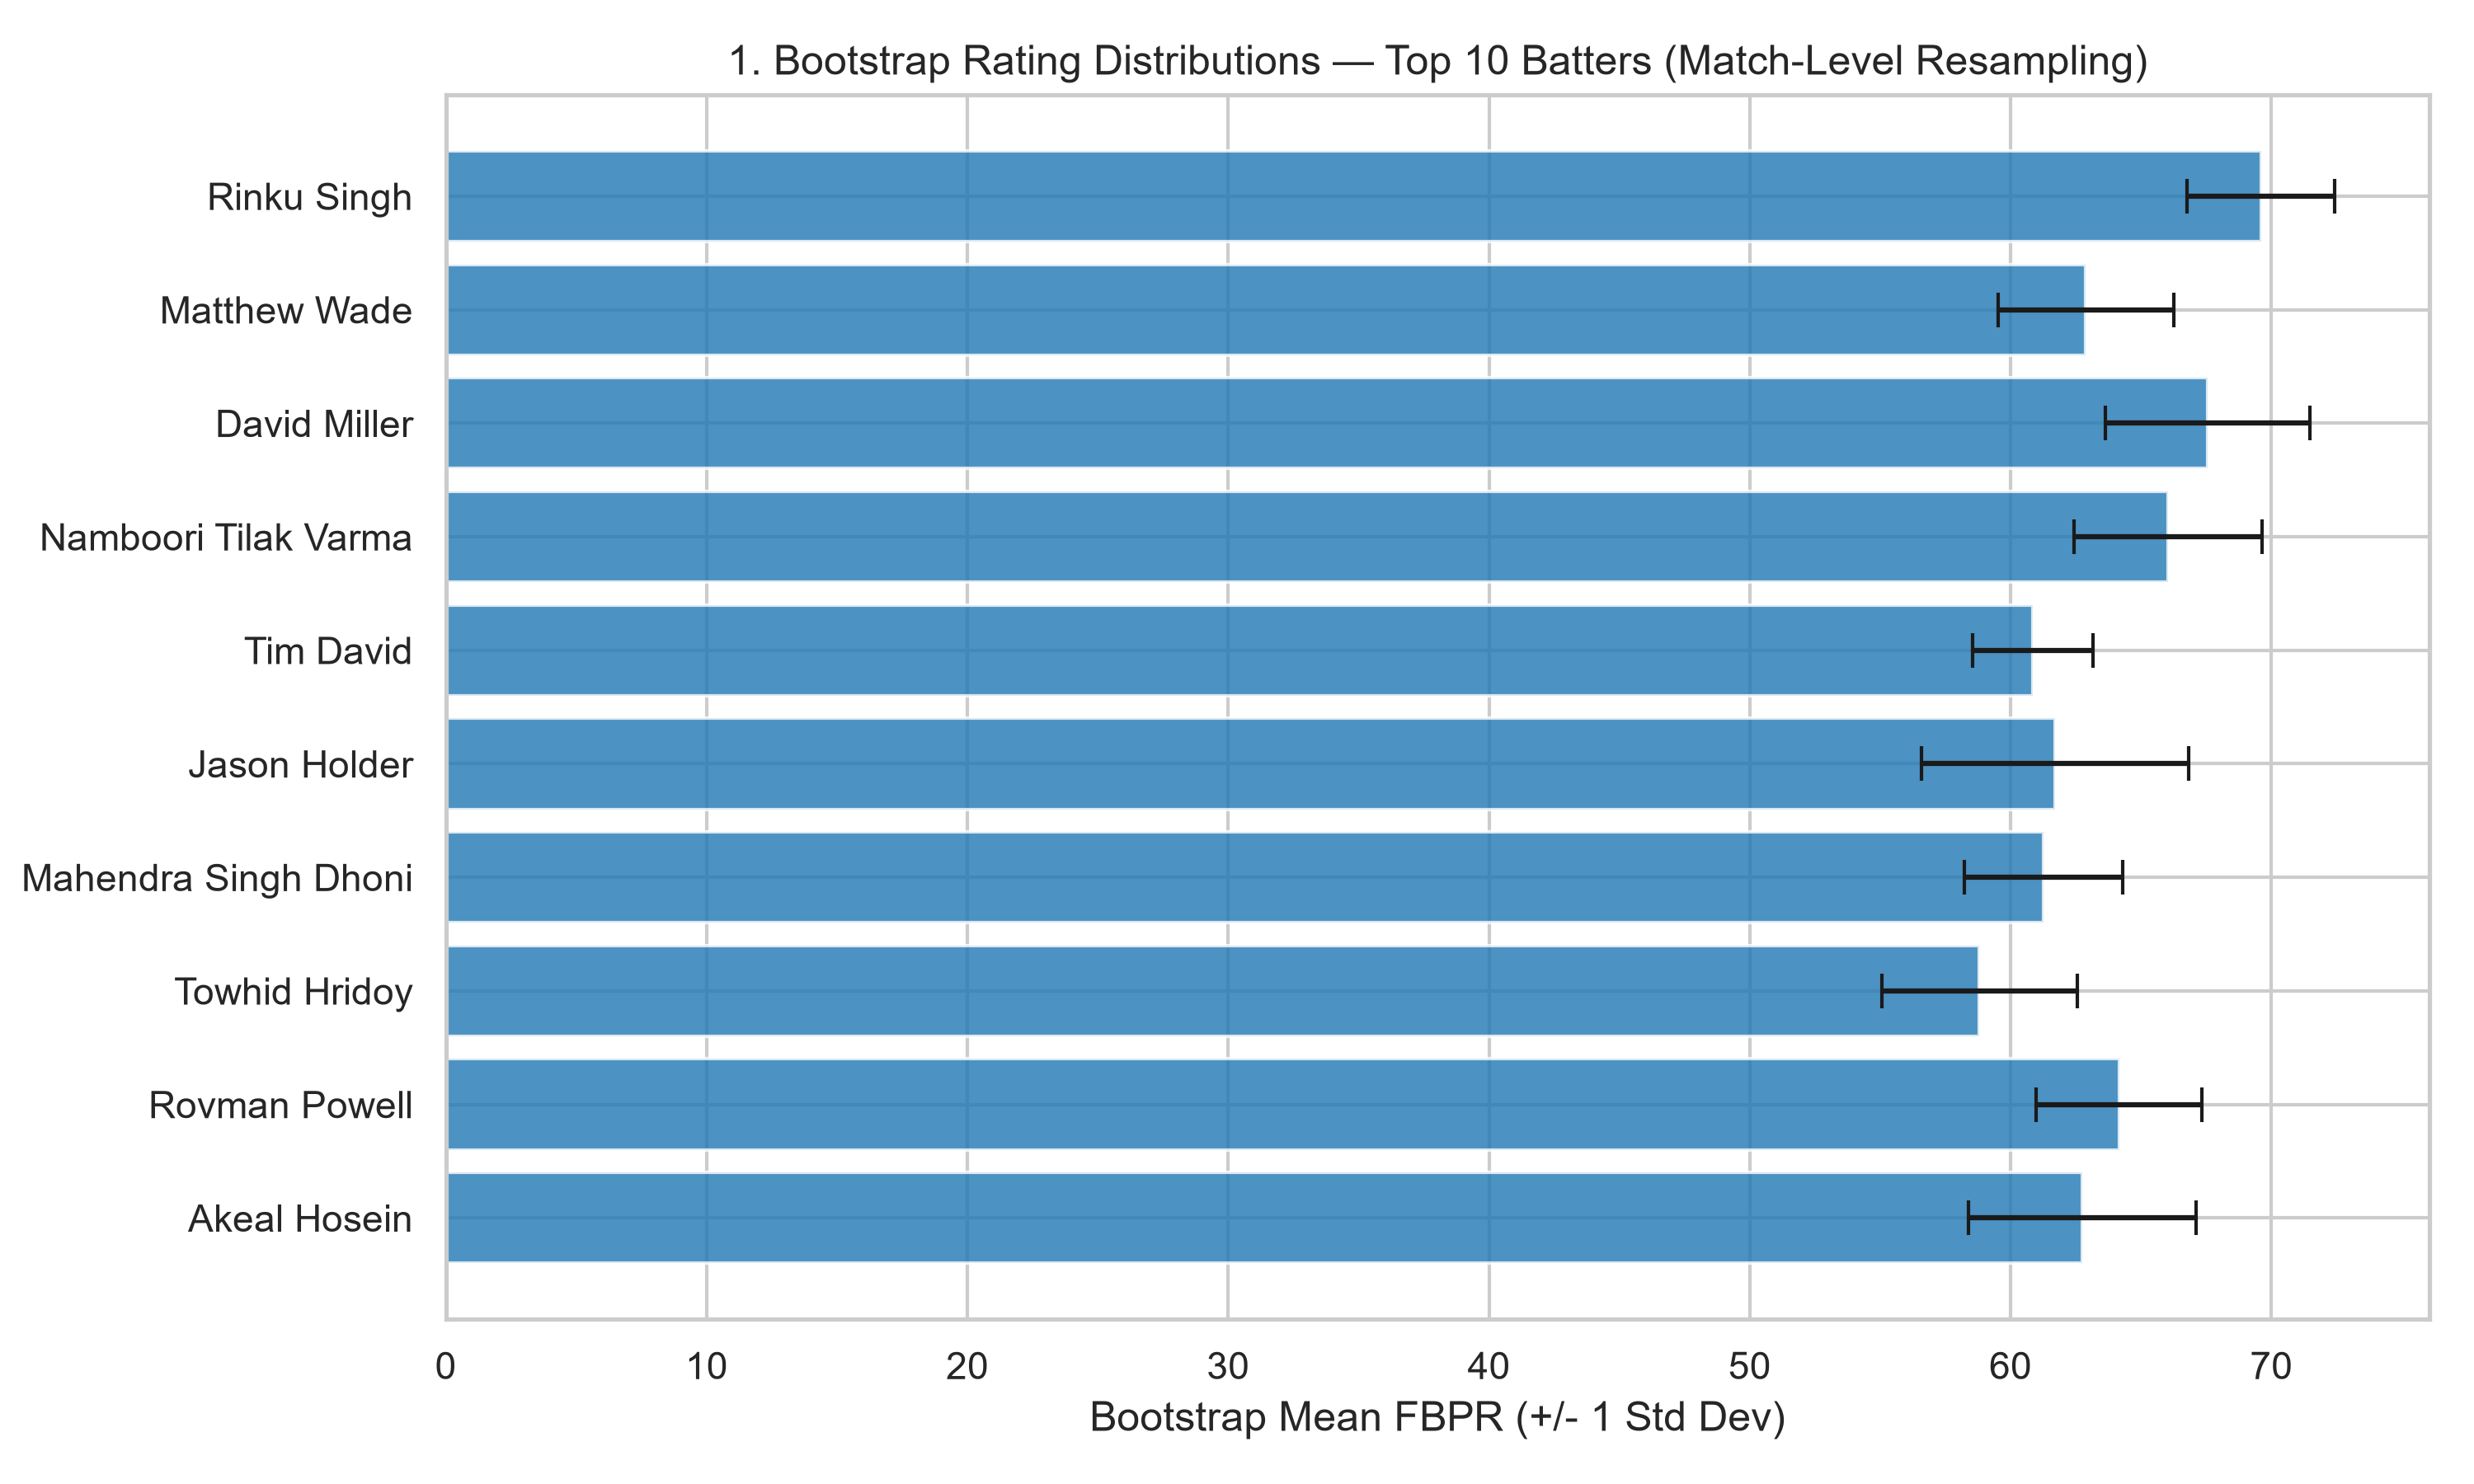 1. Bootstrap Rating Distributions — Top 10 Batters (Match-Level Resampling)
Rinku Singh
Matthew Wade
David Miller
Namboori Tilak Varma
Tim David
Jason Holder
Mahendra Singh Dhoni
Towhid Hridoy
Rovman Powell
Akeal Hosein
0 10 20 30 40 50 60 70
Bootstrap Mean FBPR (+/- 1 Std Dev)